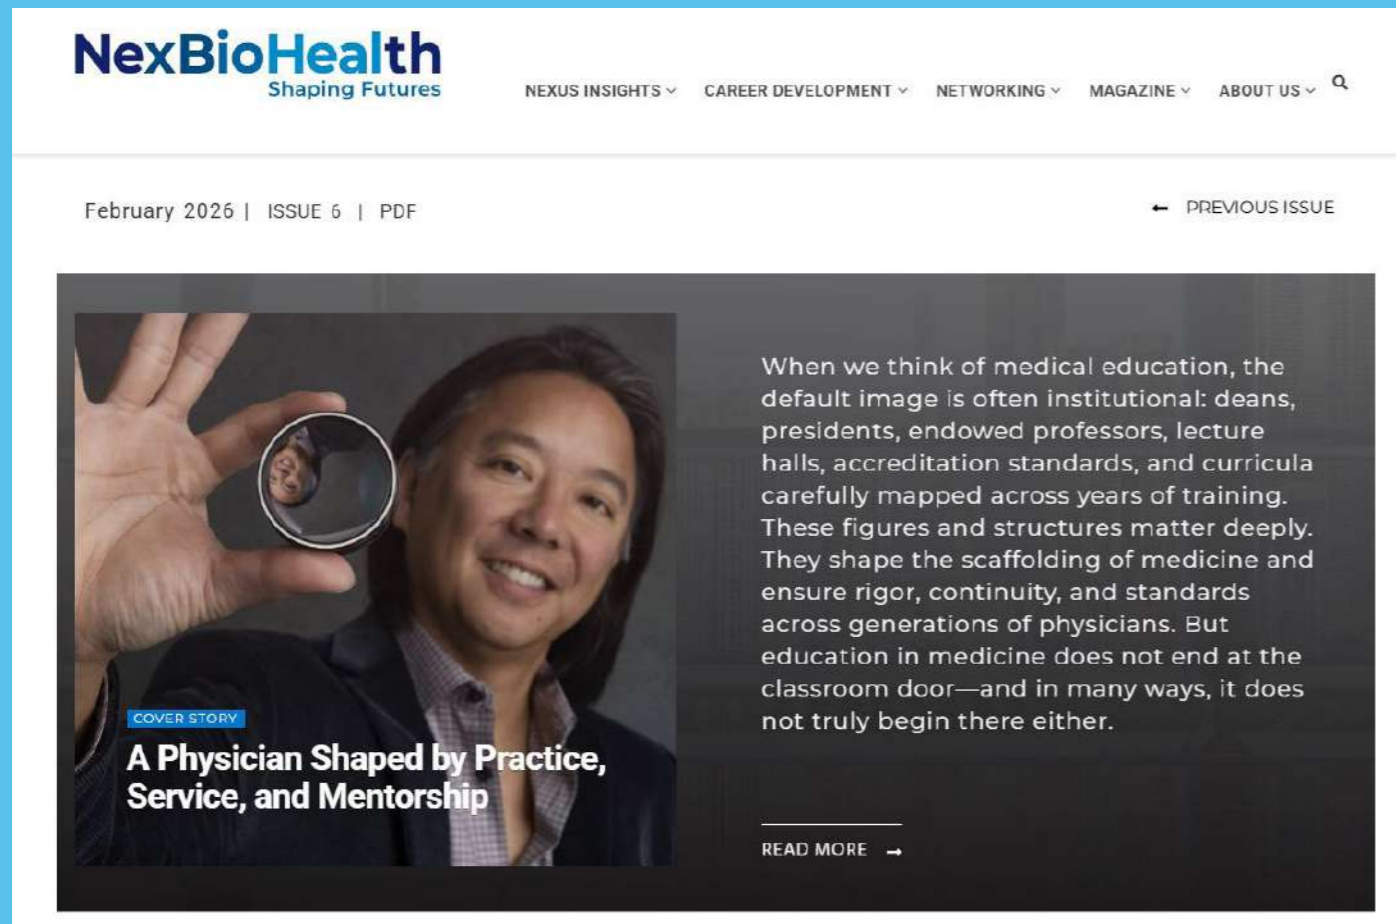 NexBioHealth
Shaping Futures
NEXUS INSIGHTS
CAREER DEVELOPMENT
NETWORKING
MAGAZINE
ABOUT US
February 2026 | ISSUE 6 | PDF
← PREVIOUS ISSUE
COVER STORY
A Physician Shaped by Practice,
Service, and Mentorship
When we think of medical education, the
default image is often institutional: deans,
presidents, endowed professors, lecture
halls, accreditation standards, and curricula
carefully mapped across years of training.
These figures and structures matter deeply.
They shape the scaffolding of medicine and
ensure rigor, continuity, and standards
across generations of physicians. But
education in medicine does not end at the
classroom door—and in many ways, it does
not truly begin there either.
READ MORE →